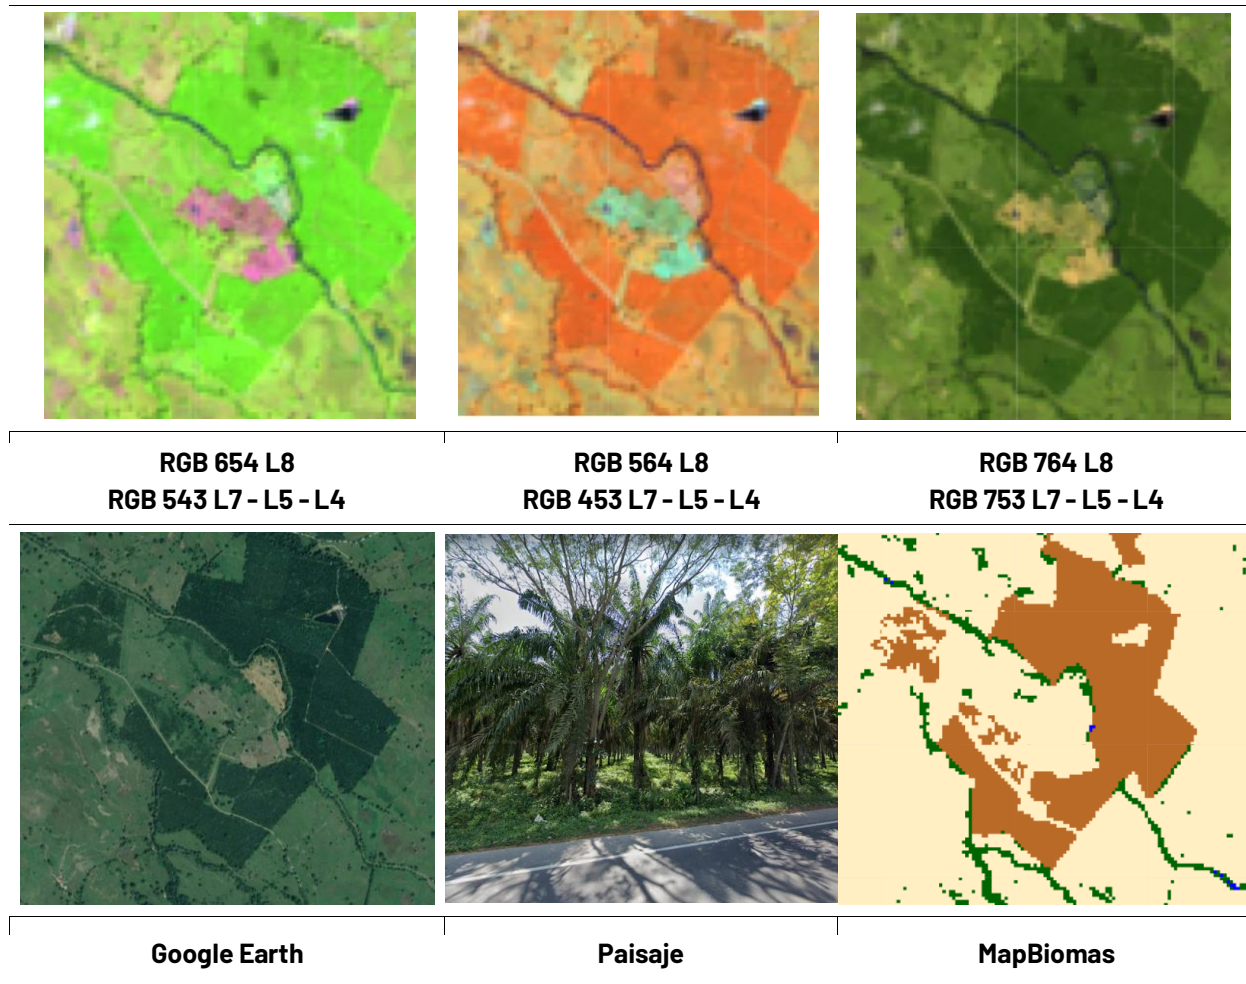 RGB 654 L8
RGB 543 L7 - L5 - L4
RGB 564 L8
RGB 453 L7 - L5 - L4
RGB 764 L8
RGB 753 L7 - L5 - L4
Google Earth
Paisaje
MapBiomas